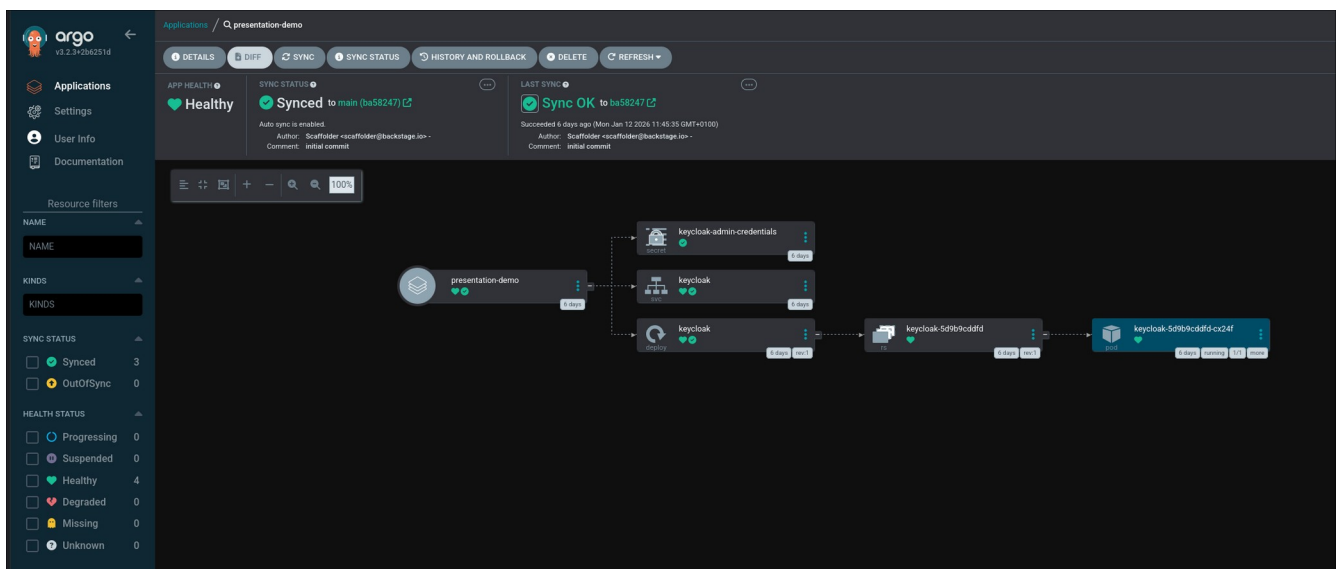 argo
v3.2.3+2b6251d
Applications
Settings
User Info
Documentation
Resource filters
NAME
NAME
KINDS
KINDS
SYNC STATUS
Synced 3
OutOfSync 0
HEALTH STATUS
Progressing 0
Suspended 0
Healthy 4
Degraded 0
Missing 0
Unknown 0
Applications / presentation-demo
DETAILS DIFF SYNC SYNC STATUS HISTORY AND ROLLBACK DELETE REFRESH
APP HEALTH
Healthy
SYNC STATUS
Synced to main (ba58247)
Auto sync is enabled.
Author: Scaffolder <scaffolder@backstage.io> -
Comment: initial commit
LAST SYNC
Sync OK to ba58247
Succeeded 6 days ago (Mon Jan 12 2026 11:45:35 GMT+0100)
Author: Scaffolder <scaffolder@backstage.io> -
Comment: initial commit
100%
presentation-demo
6 days
keycloak-admin-credentials
secret
6 days
keycloak
svc
6 days
keycloak
deploy
6 days rev:1
keycloak-5d9b9cddfd
rs
6 days rev:1
keycloak-5d9b9cddfd-cx24f
pod
6 days running 1/1 more